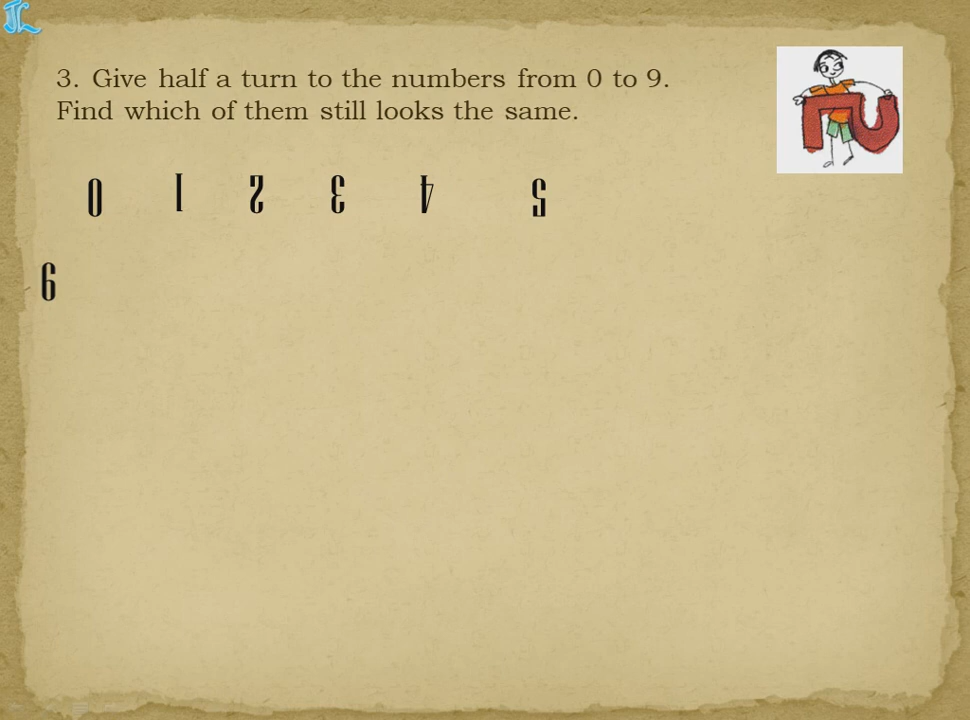 JL
3. Give half a turn to the numbers from 0 to 9.
Find which of them still looks the same.
0 1 2 3 4 5
6